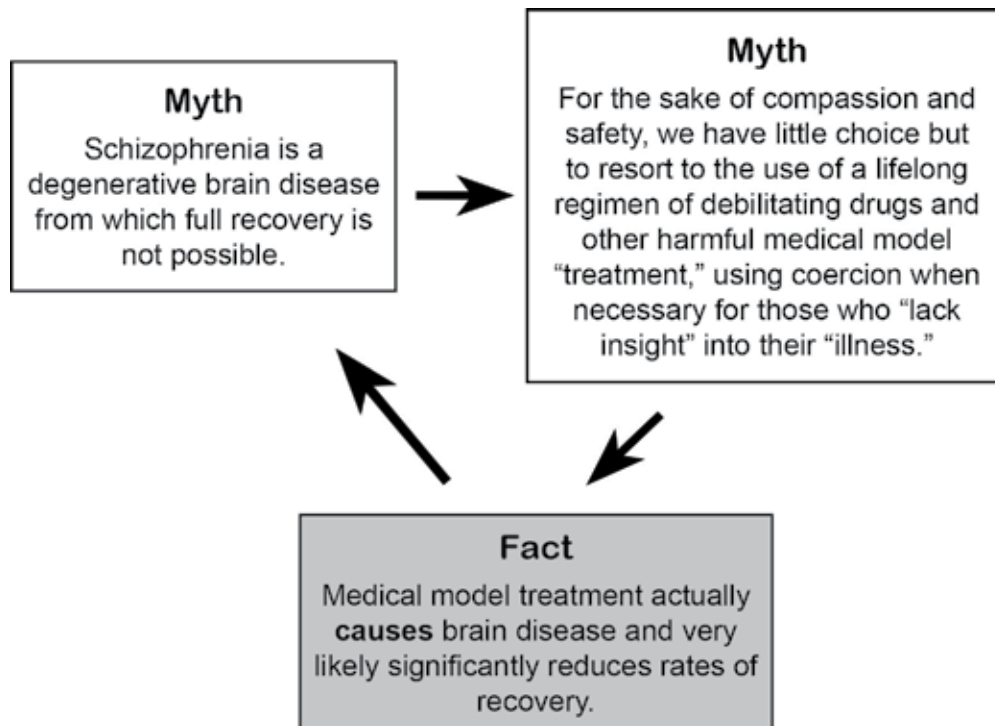 Myth
Schizophrenia is a
degenerative brain disease
from which full recovery is
not possible.
Myth
For the sake of compassion and
safety, we have little choice but
to resort to the use of a lifelong
regimen of debilitating drugs and
other harmful medical model
“treatment,” using coercion when
necessary for those who “lack
insight” into their “illness.”
Fact
Medical model treatment actually
causes brain disease and very
likely significantly reduces rates of
recovery.